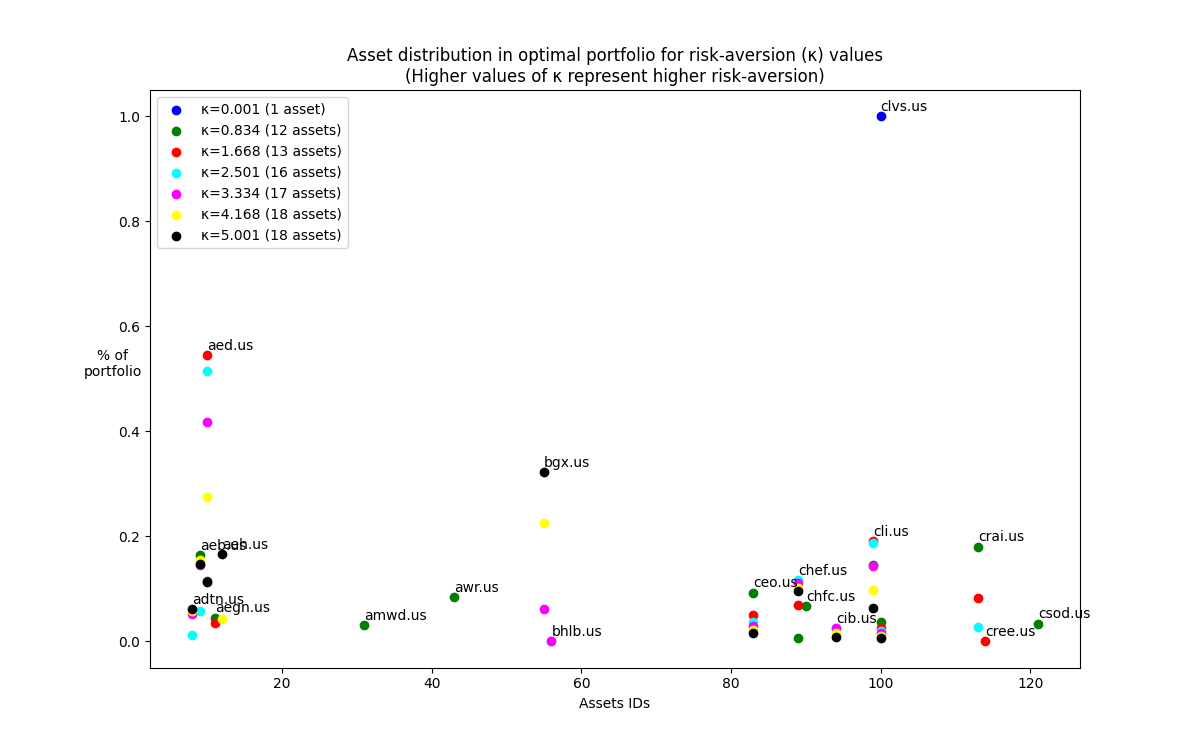 Asset distribution in optimal portfolio for risk-aversion (κ) values
(Higher values of κ represent higher risk-aversion)
κ=0.001 (1 asset)
κ=0.834 (12 assets)
κ=1.668 (13 assets)
κ=2.501 (16 assets)
κ=3.334 (17 assets)
κ=4.168 (18 assets)
κ=5.001 (18 assets)
clvs.us
1.0
0.8
0.6
0.4
0.2
0.0
% of
portfolio
aed.us
bgx.us
cli.us
crai.us
aeb.us
aeh.us
chef.us
ceo.us
awr.us
chfc.us
adtn.us
aegn.us
amwd.us
csod.us
cib.us
bhlb.us
cree.us
20
40
60
80
100
120
Assets IDs